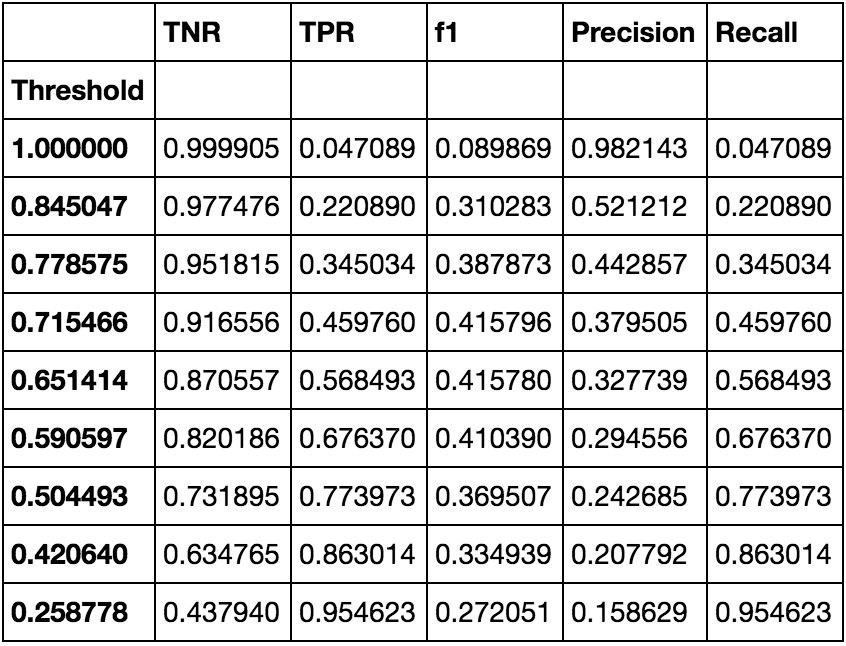 TNR TPR f1 Precision Recall
Threshold
1.000000 0.999905 0.047089 0.089869 0.982143 0.047089
0.845047 0.977476 0.220890 0.310283 0.521212 0.220890
0.778575 0.951815 0.345034 0.387873 0.442857 0.345034
0.715466 0.916556 0.459760 0.415796 0.379505 0.459760
0.651414 0.870557 0.568493 0.415780 0.327739 0.568493
0.590597 0.820186 0.676370 0.410390 0.294556 0.676370
0.504493 0.731895 0.773973 0.369507 0.242685 0.773973
0.420640 0.634765 0.863014 0.334939 0.207792 0.863014
0.258778 0.437940 0.954623 0.272051 0.158629 0.954623